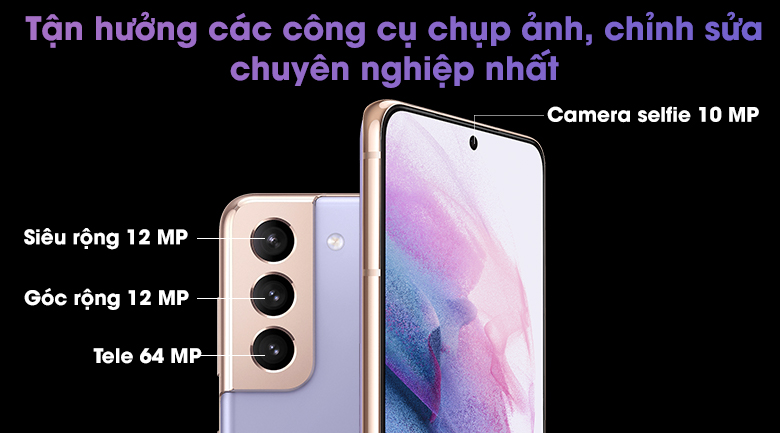 Tận hưởng các công cụ chụp ảnh, chỉnh sửa
chuyên nghiệp nhất
Camera selfie 10 MP
Siêu rộng 12 MP
Góc rộng 12 MP
Tele 64 MP